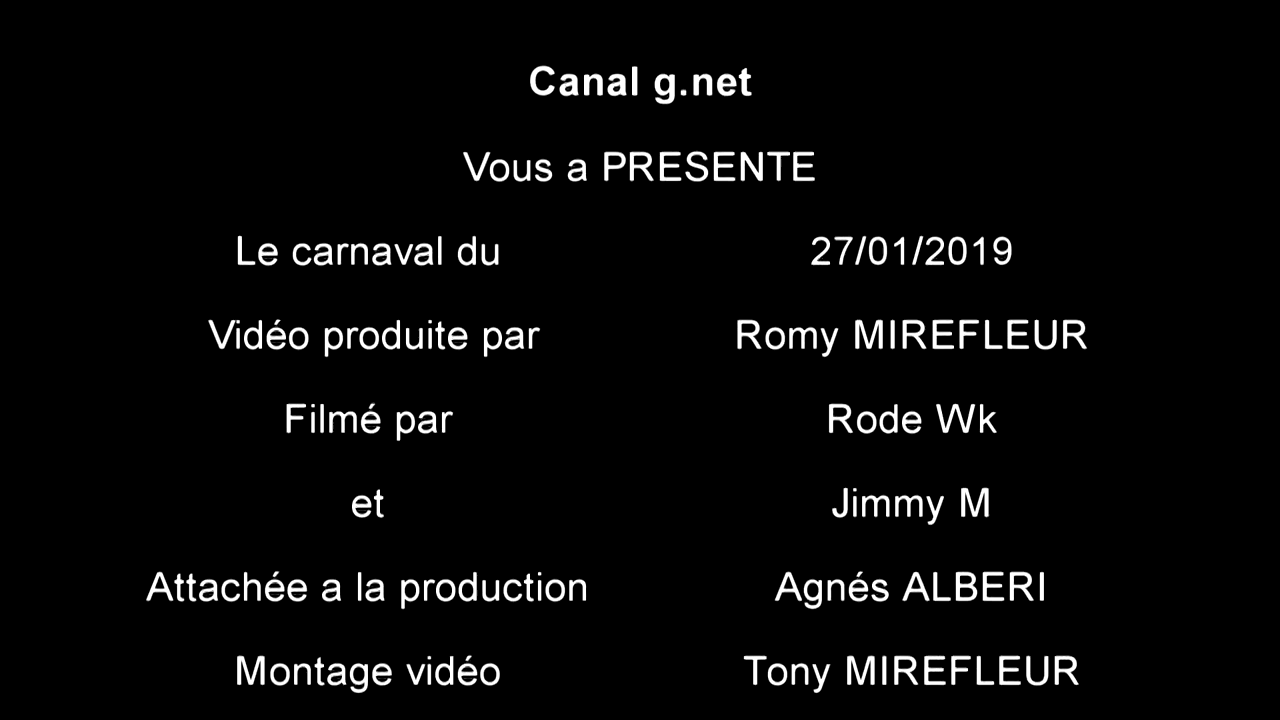 Canal g.net
Vous a PRESENTE
Le carnaval du 27/01/2019
Vidéo produite par Romy MIREFLEUR
Filmé par Rode Wk
et Jimmy M
Attachée a la production Agnés ALBERI
Montage vidéo Tony MIREFLEUR